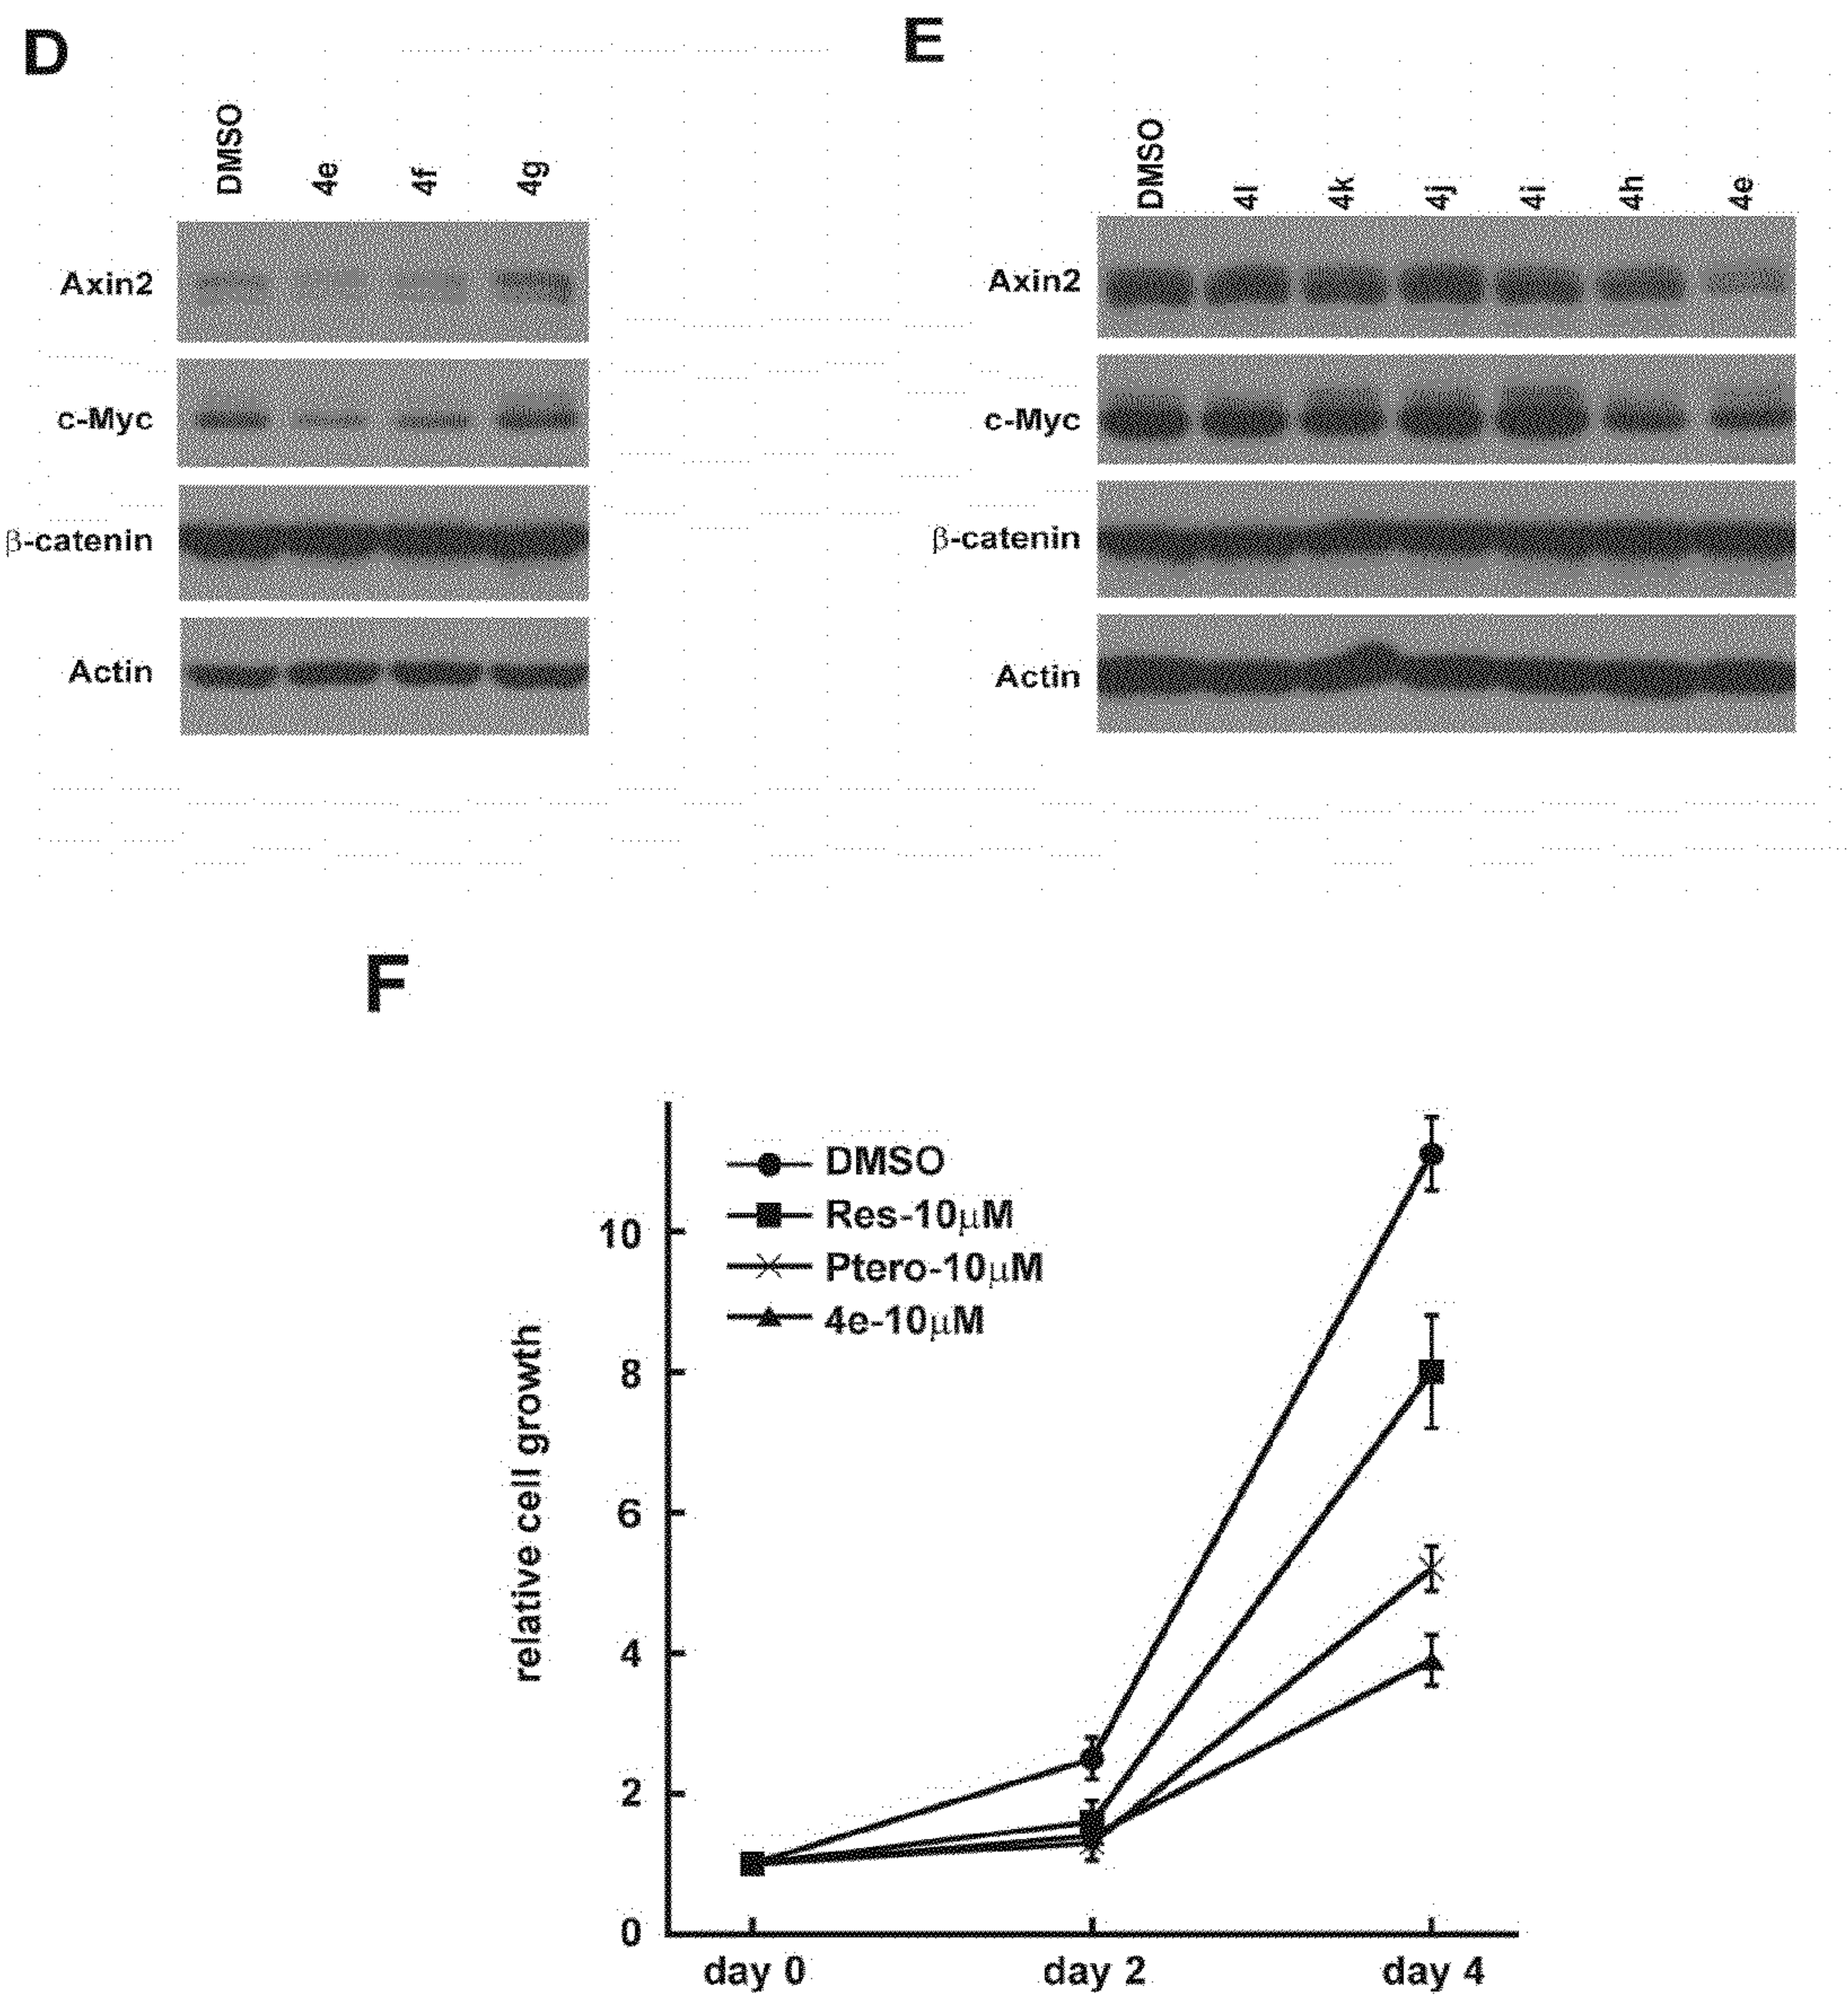 D
DMSO 4e 4f 4g
Axin2
c-Myc
β-catenin
Actin
E
DMSO 4l 4k 4j 4i 4h 4e
Axin2
c-Myc
β-catenin
Actin
F
DMSO
Res-10μM
Ptero-10μM
4e-10μM
relative cell growth
10
8
6
4
2
0
day 0 day 2 day 4